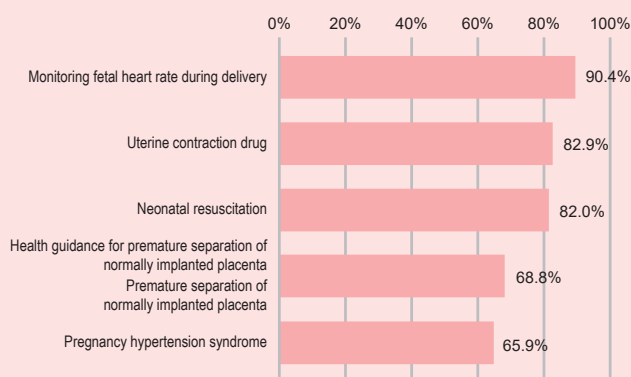 0% 20% 40% 60% 80% 100%
Monitoring fetal heart rate during delivery 90.4%
Uterine contraction drug 82.9%
Neonatal resuscitation 82.0%
Health guidance for premature separation of
normally implanted placenta
Premature separation of
normally implanted placenta
68.8%
Pregnancy hypertension syndrome 65.9%